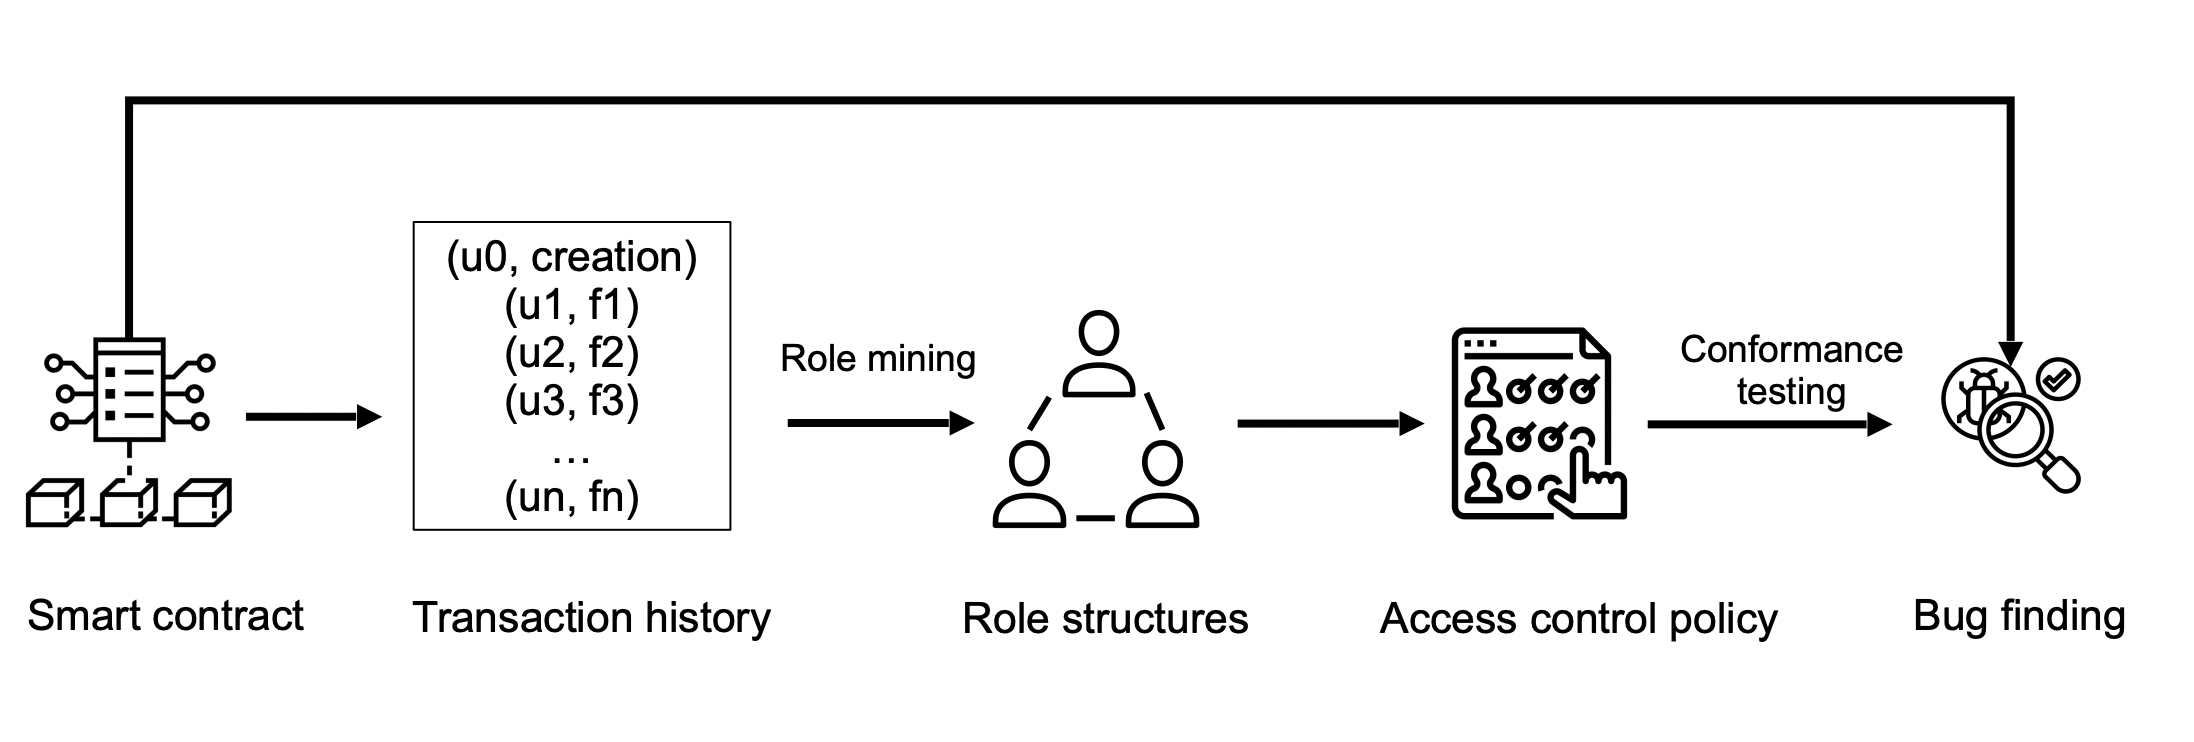 (u0, creation)
(u1, f1)
(u2, f2)
(u3, f3)
...
(un, fn)
Role mining
Conformance
testing
Smart contract
Transaction history
Role structures
Access control policy
Bug finding